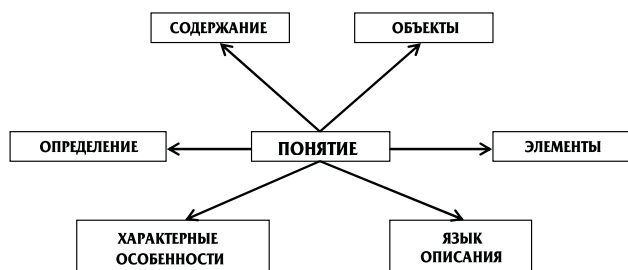 СОДЕРЖАНИЕ
ОБЪЕКТЫ
ОПРЕДЕЛЕНИЕ
ПОНЯТИЕ
ЭЛЕМЕНТЫ
ХАРАКТЕРНЫЕ
ОСОБЕННОСТИ
ЯЗЫК
ОПИСАНИЯ